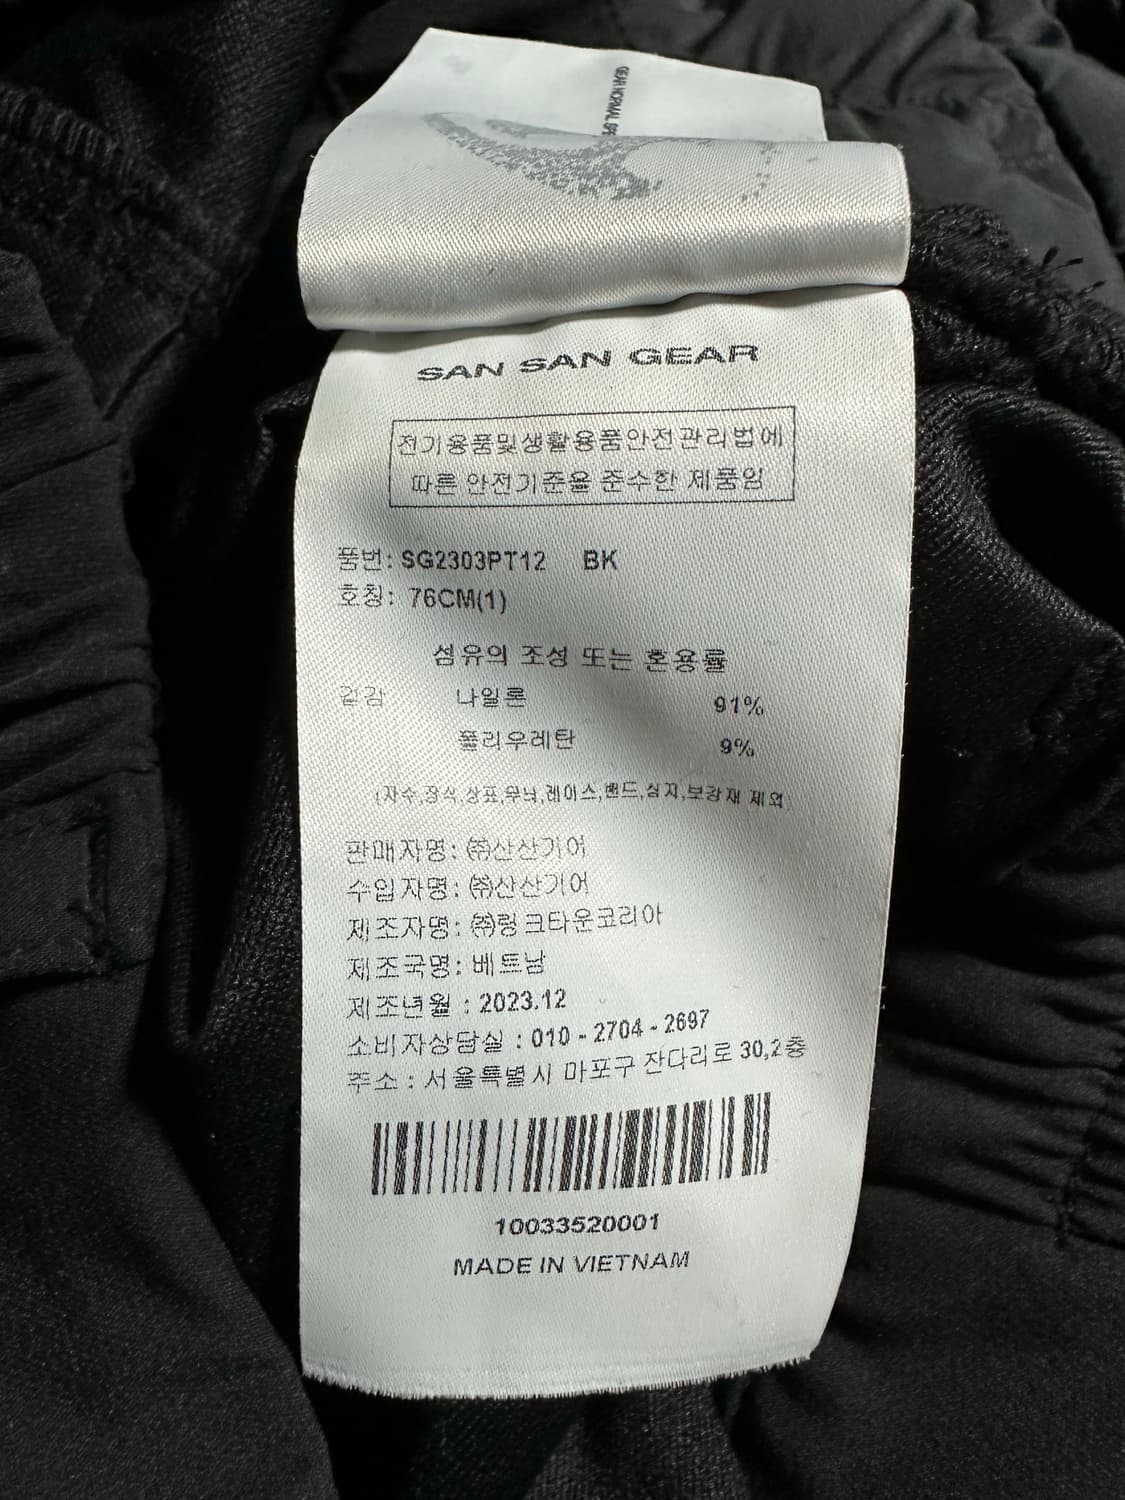 GEAR NORMAL
SAN SAN GEAR
전기용품및생활용품안전관리법에
따른 안전기준을 준수한 제품임
품번: SG2303PT12 BK
호칭: 76CM(1)
섬유의 조성 또는 혼용률
겉감 나일론 91%
폴리우레탄 9%
(자수,장식,상표,무늬,레이스,밴드,심지,보강재 제외)
판매자명: ㈜산산기어
수입자명: ㈜산산기어
제조자명: ㈜링크타운코리아
제조국명: 베트남
제조년월 : 2023.12
소비자상담실 : 010 - 2704 - 2697
주소 : 서울특별시 마포구 잔다리로 30,2층
10033520001
MADE IN VIETNAM